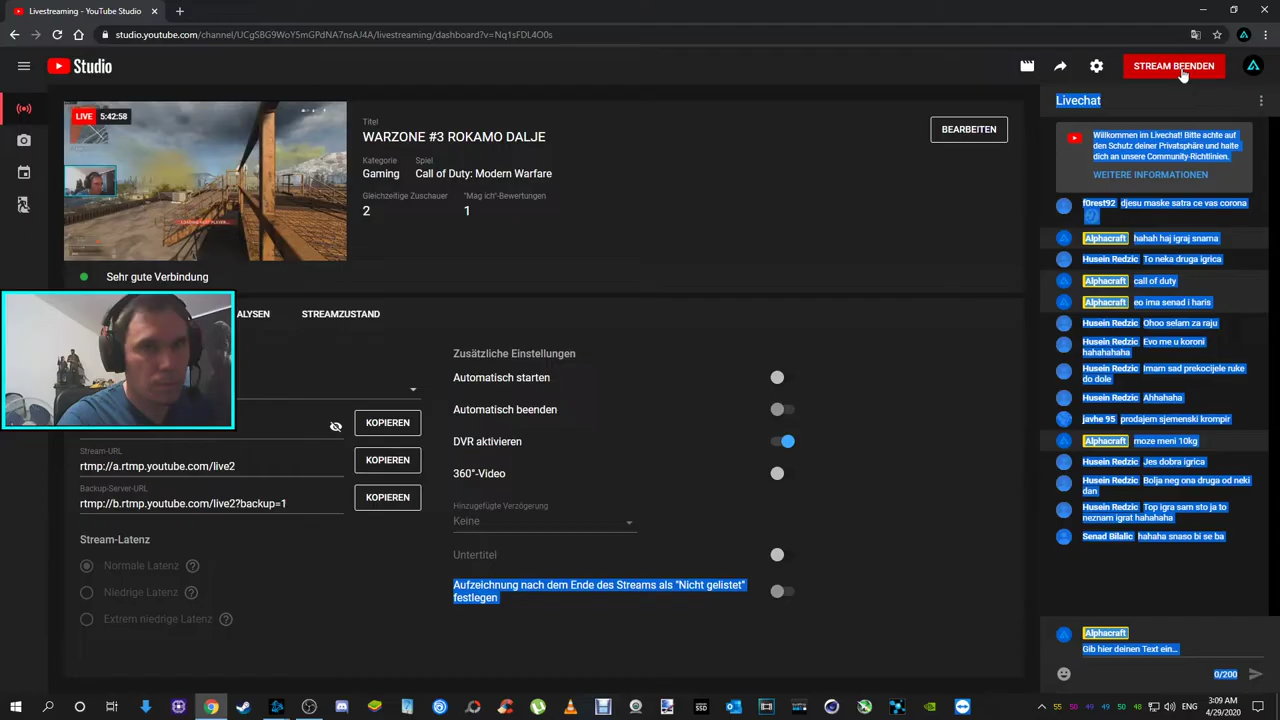 Livestreaming - YouTube Studio
studio.youtube.com/channel/UCgSBG9WoY5mGPdNA7nsAJ4A/livestreaming/dashboard?v=Nq1sFDL4O0s
Studio
STREAM BEENDEN
LIVE 5:42:58
Titel
WARZONE #3 ROKAMO DALJE
BEARBEITEN
Kategorie Spiel
Gaming Call of Duty: Modern Warfare
Gleichzeitige Zuschauer "Mag ich"-Bewertungen
2 1
Sehr gute Verbindung
ALYSEN STREAMZUSTAND
KOPIEREN
Stream-URL
rtmp://a.rtmp.youtube.com/live2
KOPIEREN
Backup-Server-URL
rtmp://b.rtmp.youtube.com/live2?backup=1
KOPIEREN
Stream-Latenz
Normale Latenz
Niedrige Latenz
Extrem niedrige Latenz
Zusätzliche Einstellungen
Automatisch starten
Automatisch beenden
DVR aktivieren
360°-Video
Hinzugefügte Verzögerung
Keine
Untertitel
Aufzeichnung nach dem Ende des Streams als "Nicht gelistet"
festlegen
Livechat
Willkommen im Livechat! Bitte achte auf
den Schutz deiner Privatsphäre und halte
dich an unsere Community-Richtlinien.
WEITERE INFORMATIONEN
f0rest92 djesu maske satra ce vas corona
Alphacraft hahah haj igraj snama
Husein Redzic To neka druga igrica
Alphacraft call of duty
Alphacraft eo ima senad i haris
Husein Redzic Ohoo selam za raju
Husein Redzic Evo me u koroni
hahahahaha
Husein Redzic Imam sad prekocijele ruke
do dole
Husein Redzic Ahhahaha
javhe 95 prodajem sjemenski krompir
Alphacraft moze meni 10kg
Husein Redzic Jes dobra igrica
Husein Redzic Bolja neg ona druga od neki
dan
Husein Redzic Top igra sam sto ja to
neznam igrat hahahaha
Senad Bilalic hahaha snaso bi se ba
Alphacraft
Gib hier deinen Text ein...
0/200
55 50 49 49 50 48 ENG
3:09 AM
4/29/2020